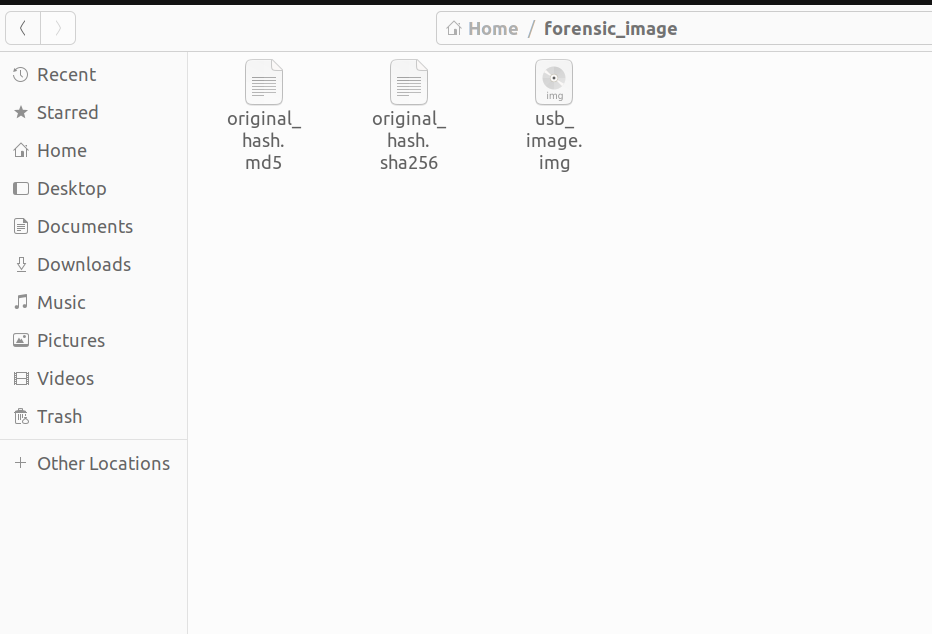 Home / forensic_image
Recent
Starred
Home
Desktop
Documents
Downloads
Music
Pictures
Videos
Trash
+ Other Locations
original_
hash.
md5
original_
hash.
sha256
img
usb_
image.
img